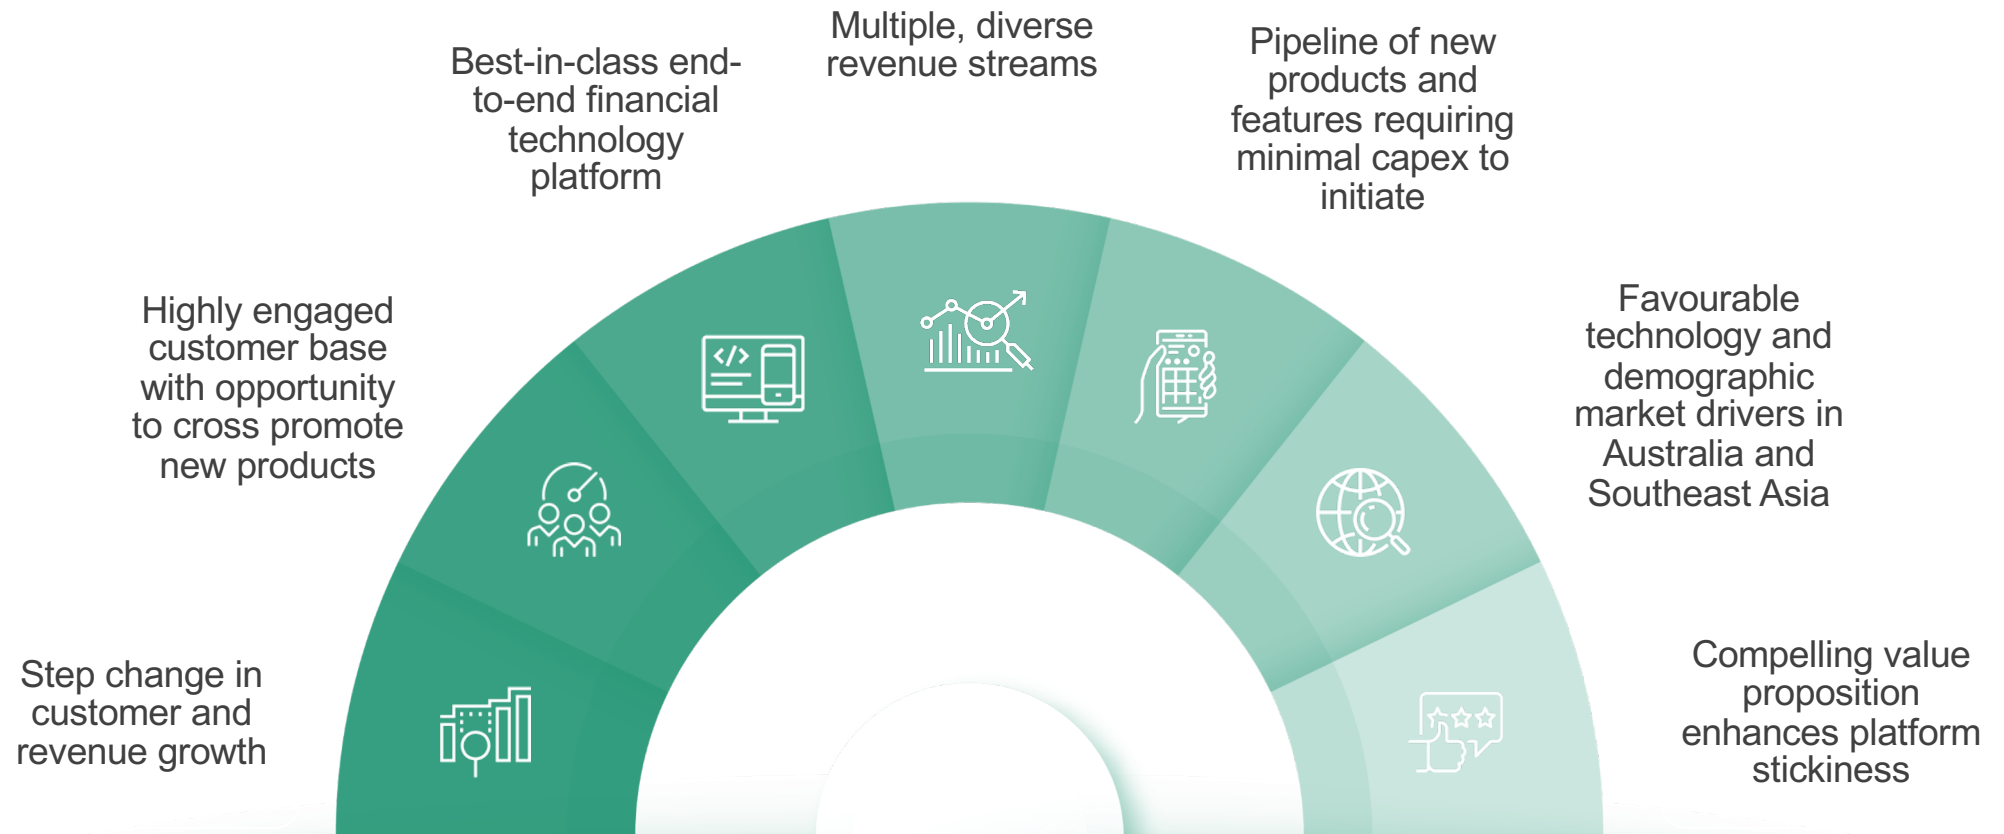 Step change in
customer and
revenue growth
Highly engaged
customer base
with opportunity
to cross promote
new products
Best-in-class end-
to-end financial
technology
platform
Multiple, diverse
revenue streams
Pipeline of new
products and
features requiring
minimal capex to
initiate
Favourable
technology and
demographic
market drivers in
Australia and
Southeast Asia
Compelling value
proposition
enhances platform
stickiness